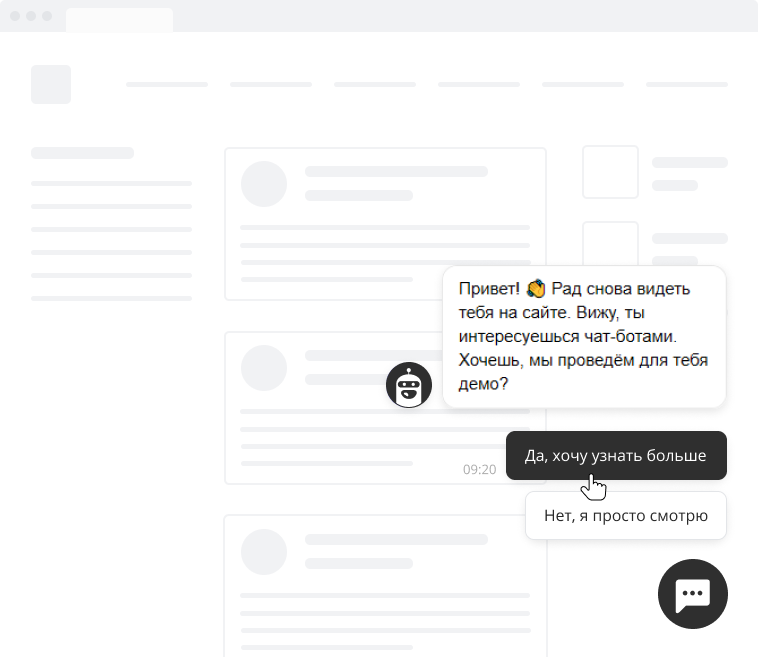 Привет! 👏 Рад снова видеть
тебя на сайте. Вижу, ты
интересуешься чат-ботами.
Хочешь, мы проведём для тебя
демо?
Да, хочу узнать больше
09:20
Нет, я просто смотрю